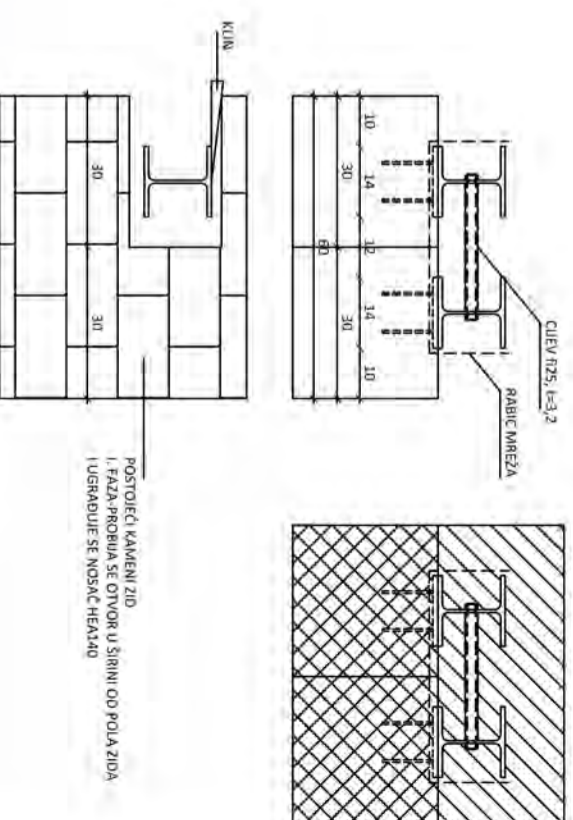 CIJEV fi25, t=3,2
RABIC MREŽA
10
14
12
14
10
30
30
60
KLIN
30
30
POSTOJEĆI KAMENI ZID
I. FAZA-PROBIJA SE OTVOR U ŠIRINI OD POLA ZIDA
I UGRAĐUJE SE NOSAČ HEA140